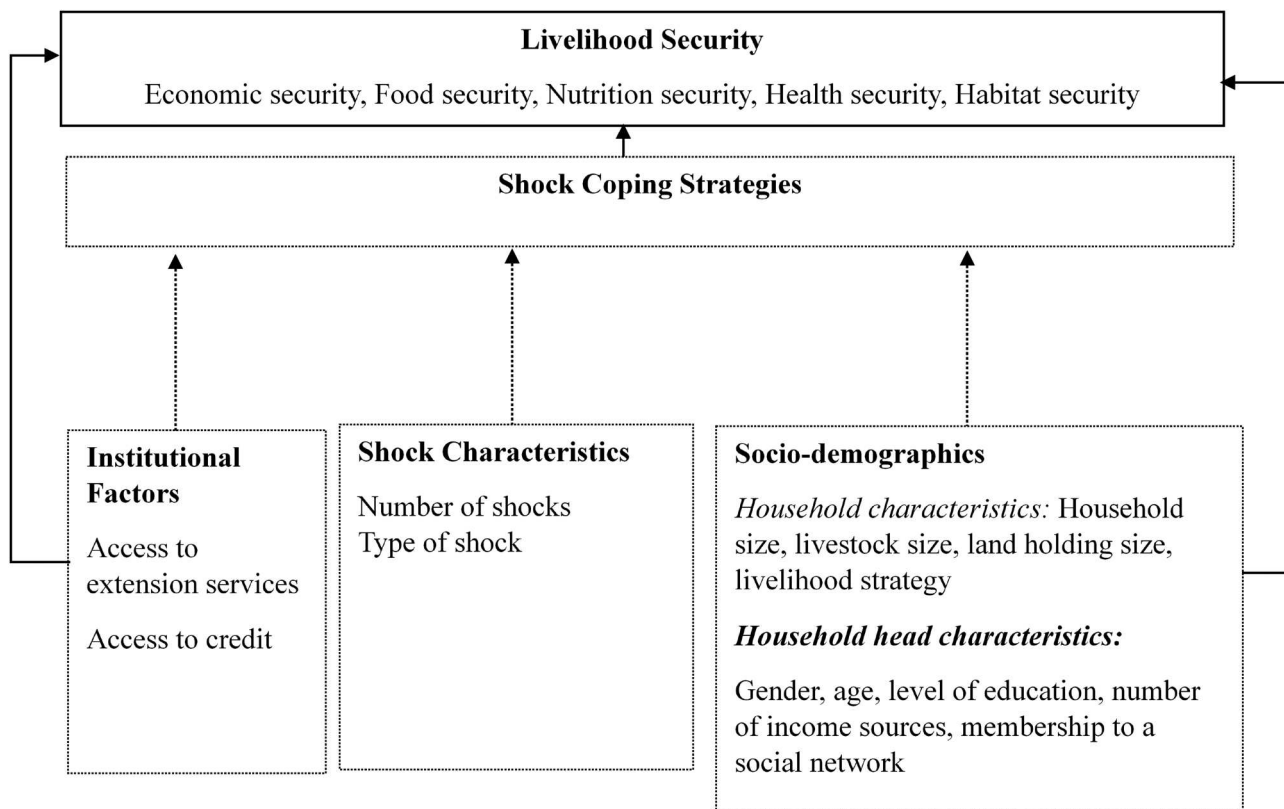 Livelihood Security
Economic security, Food security, Nutrition security, Health security, Habitat security
Shock Coping Strategies
Institutional
Factors
Access to
extension services
Access to credit
Shock Characteristics
Number of shocks
Type of shock
Socio-demographics
Household characteristics: Household
size, livestock size, land holding size,
livelihood strategy
Household head characteristics:
Gender, age, level of education, number
of income sources, membership to a
social network